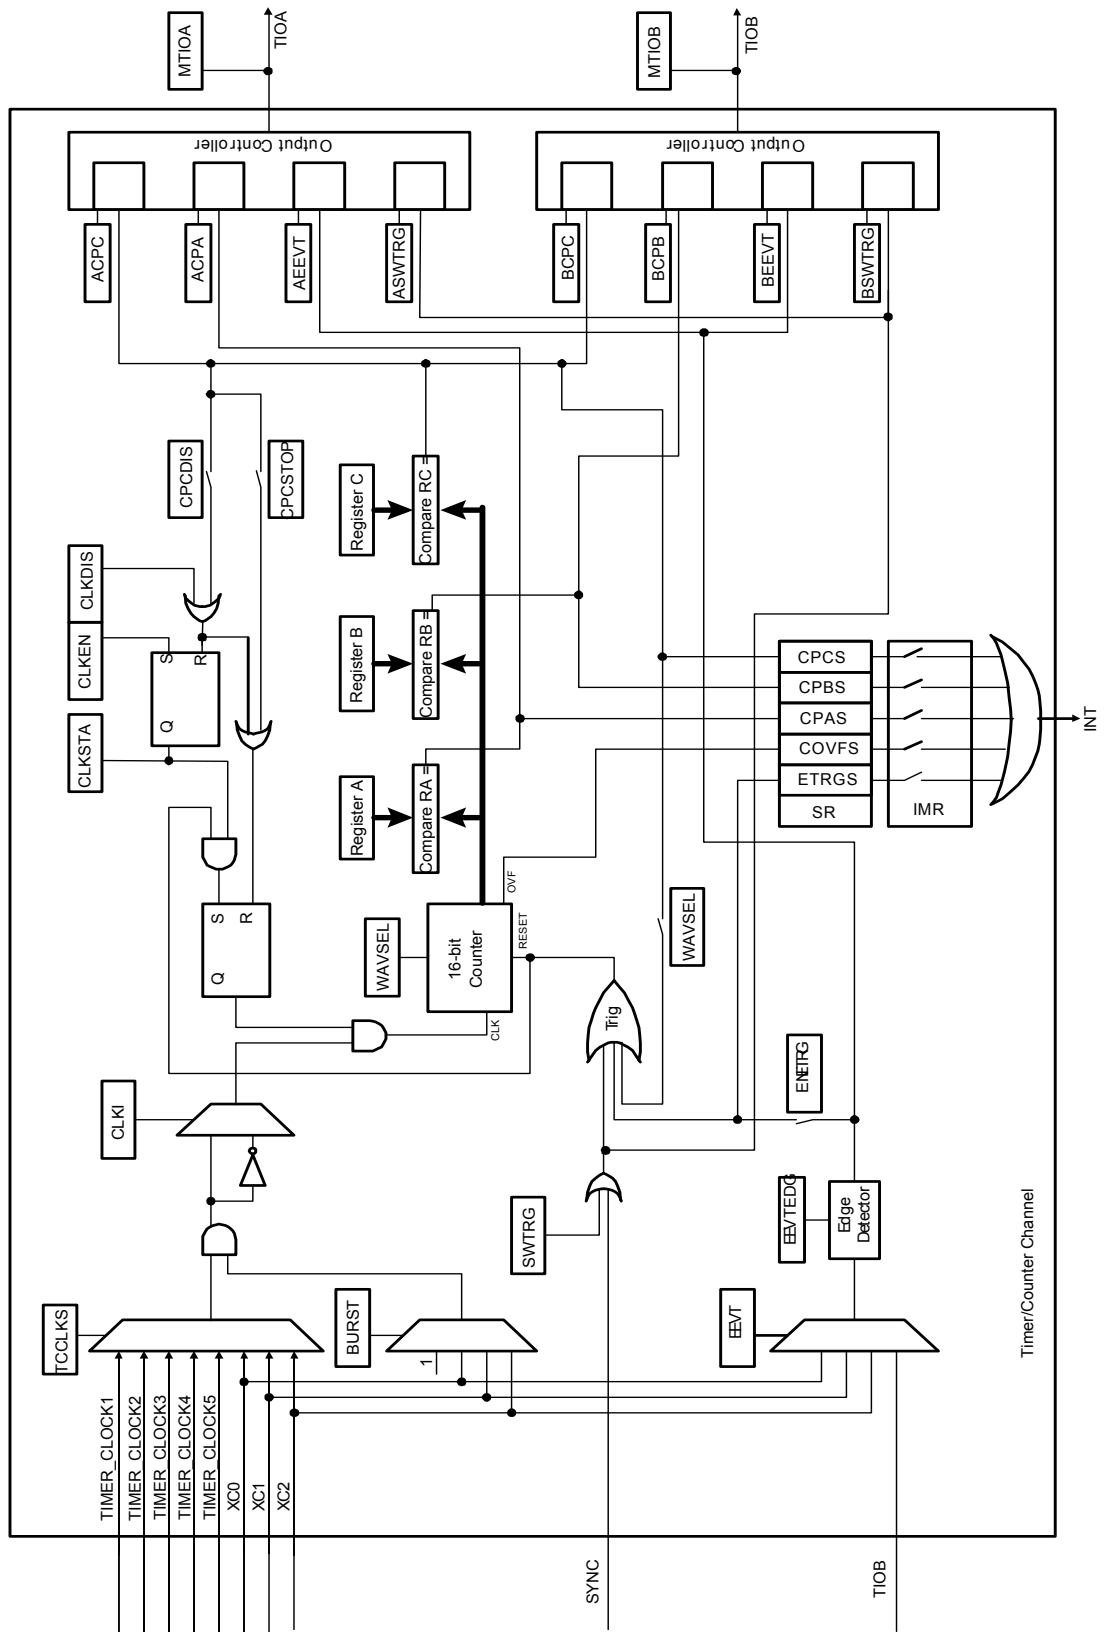 TIOA
MTIOA
TIOB
MTIOB
Output Controller
Output Controller
ACPC
ACPA
AEEVT
ASWTRG
BCPC
BCPB
BEEVT
BSWTRG
CPCDIS
CPCSTOP
CLKDIS
CLKEN
CLKSTA
S
R
Q
S
R
Q
Register C
Compare RC =
Register B
Compare RB =
Register A
Compare RA =
CPCS
CPBS
CPAS
COVFS
ETRGS
SR
IMR
INT
OVF
RESET
16-bit
Counter
CLK
WAVSEL
WAVSEL
Trig
ENETRG
CLKI
SWTRG
EEVTEDG
Edge
Detector
TCCLKS
BURST
1
EEVT
Timer/Counter Channel
TIMER_CLOCK1
TIMER_CLOCK2
TIMER_CLOCK3
TIMER_CLOCK4
TIMER_CLOCK5
XC0
XC1
XC2
SYNC
TIOB